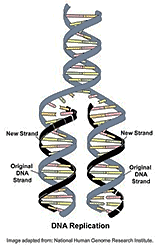 New Strand
New Strand
Original
DNA
Strand
Original
DNA
Strand
DNA Replication
Image adapted from: National Human Genome Research Institute.